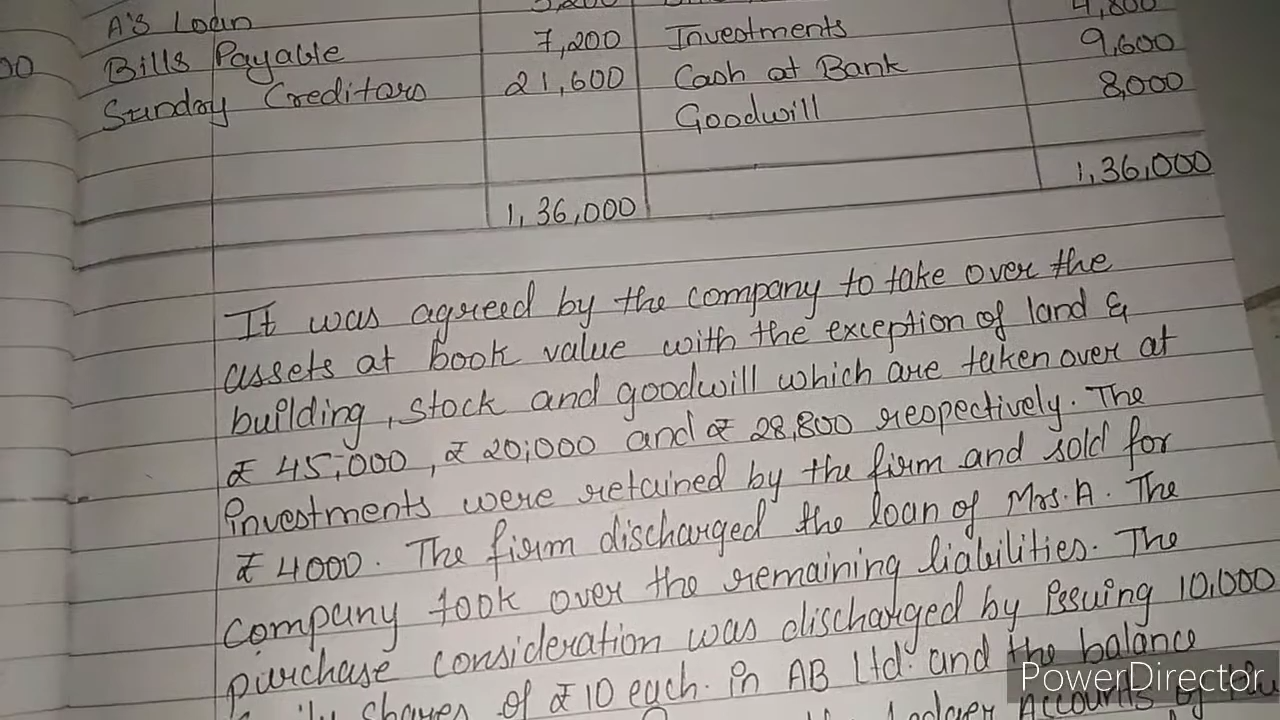 A's Loan
Bills Payable 7,200 Investments 4,800
Sunday Creditors 21,600 Cash at Bank 9,600
Goodwill 8,000
1,36,000 1,36,000
It was agreed by the company to take over the
assets at book value with the exception of land &
building, stock and goodwill which are taken over at
₹ 45,000, ₹ 20,000 and ₹ 28,800 respectively. The
investments were retained by the firm and sold for
₹ 4000. The firm discharged the loan of Mrs. A. The
company took over the remaining liabilities. The
purchase consideration was discharged by issuing 10,000
shares of ₹ 10 each. in AB Ltd. and the balance
Accounts of
PowerDirector